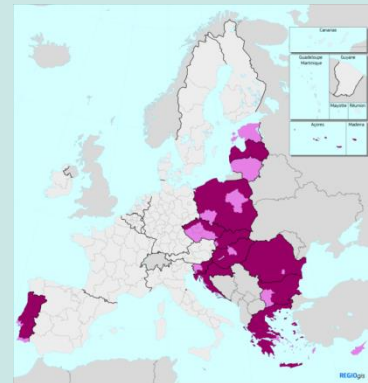 Canarias
Guadeloupe
Martinique
Guyane
Mayotte
Réunion
Açores
Madeira
REGIOgis